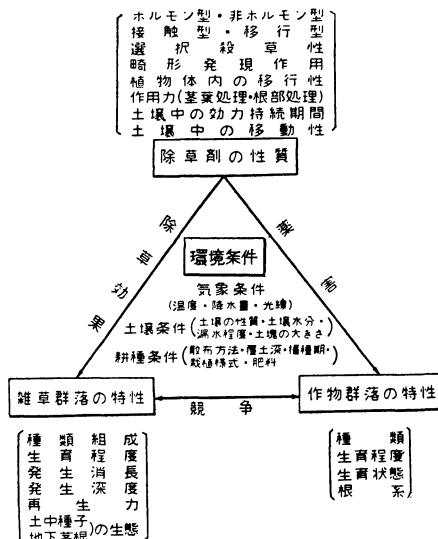 ホルモン型・非ホルモン型
接触型・移行型
選択殺草性
畸形発現作用
植物体内の移行性
作用力(茎葉処理・根部処理)
土壌中の効力持続期間
土壌中の移動性
除草剤の性質
除草効果
薬害
環境条件
気象条件
(温度・降水量・光線)
土壌条件(土壌の性質・土壌水分・
漏水程度・土塊の大きさ)
耕種条件(散布方法・覆土深・播種期・
栽植様式・肥料)
雑草群落の特性
競争
作物群落の特性
種類組成
生育程度
発生消長
発生深度
再生力
土中種子
地下茎根)の生態
種類
生育程度
生育状態
根系